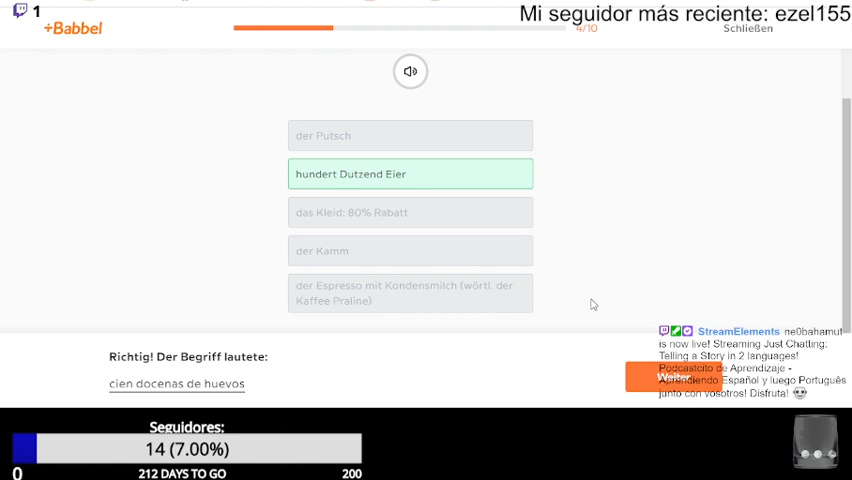 1
Mi seguidor más reciente: ezel155
+Babbel
4/10
Schließen
der Putsch
hundert Dutzend Eier
das Kleid: 80% Rabatt
der Kamm
der Espresso mit Kondensmilch (wörtl. der
Kaffee Praline)
Richtig! Der Begriff lautete:
cien docenas de huevos
Weiter
StreamElements ne0bahamut
is now live! Streaming Just Chatting:
Telling a Story in 2 languages!
Podcastcito de Aprendizaje -
Aprendiendo Español y luego Português
junto con vosotros! Disfruta!
Seguidores:
14 (7.00%)
0
212 DAYS TO GO
200